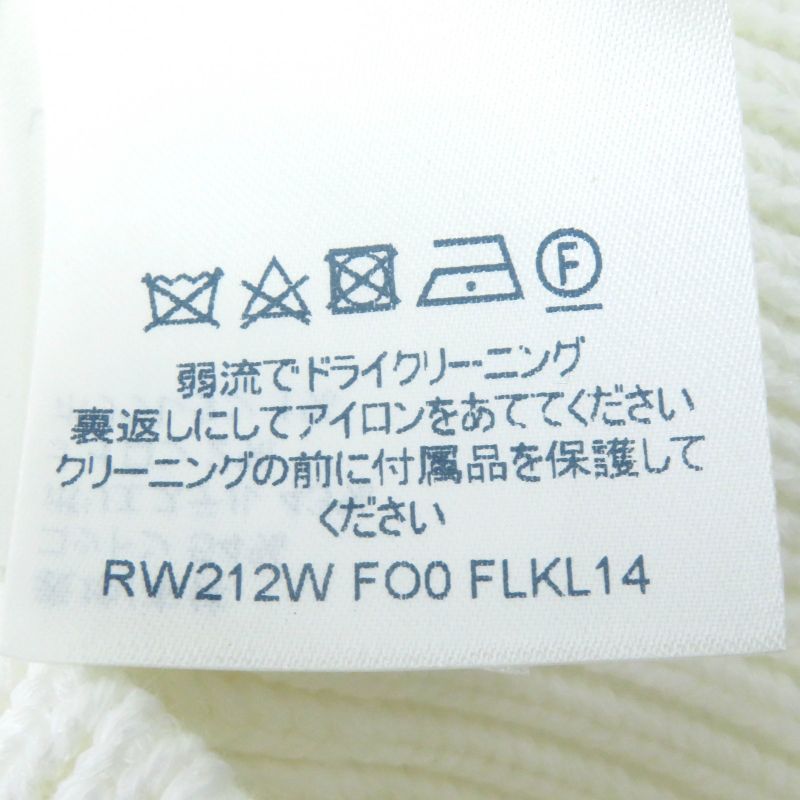 F
弱流でドライクリーニング
裏返しにしてアイロンをあててください
クリーニングの前に付属品を保護して
ください
RW212W FO0 FLKL14